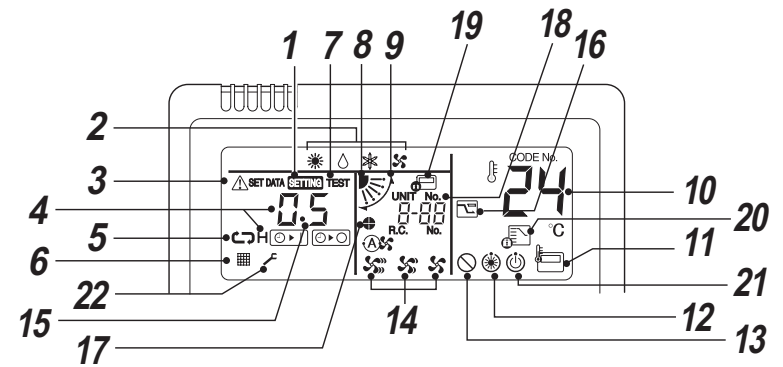 1 7 8 9 19 18 16
2
3
4
5
6
22
15
17
14
13
12
21
11
20
10
CODE No.
SET DATA SETTING TEST
UNIT No.
24
0.5
8-88
H
R.C. No.
°C
A